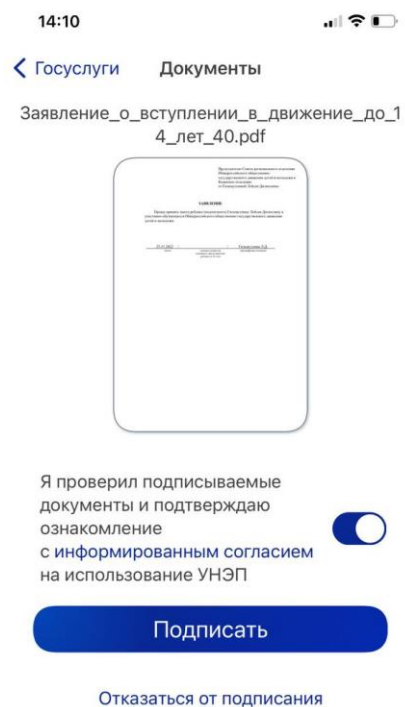 14:10
Госуслуги Документы
Заявление_о_вступлении_в_движение_до_1
4_лет_40.pdf
ЗАЯВЛЕНИЕ
Я проверил подписываемые
документы и подтверждаю
ознакомление
с информированным согласием
на использование УНЭП
Подписать
Отказаться от подписания